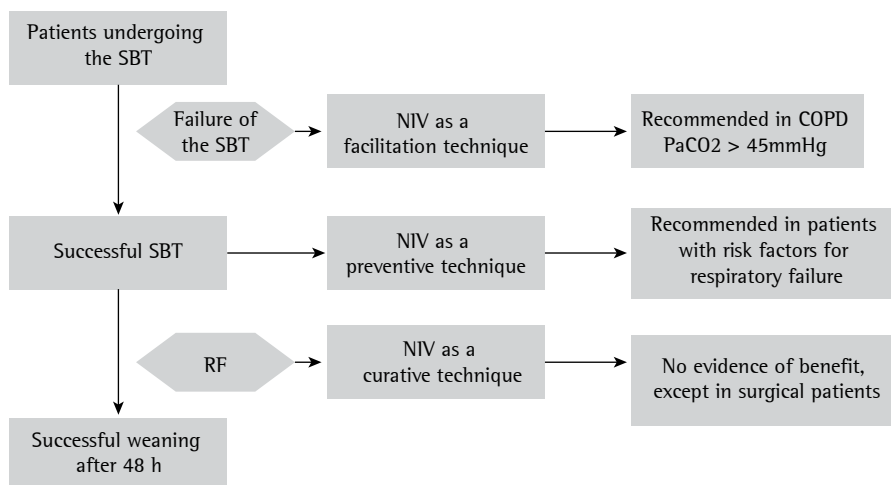 Patients undergoing
the SBT
Failure of
the SBT
NIV as a
facilitation technique
Recommended in COPD
PaCO2 > 45mmHg
Successful SBT
NIV as a
preventive technique
Recommended in patients
with risk factors for
respiratory failure
RF
NIV as a
curative technique
No evidence of benefit,
except in surgical patients
Successful weaning
after 48 h